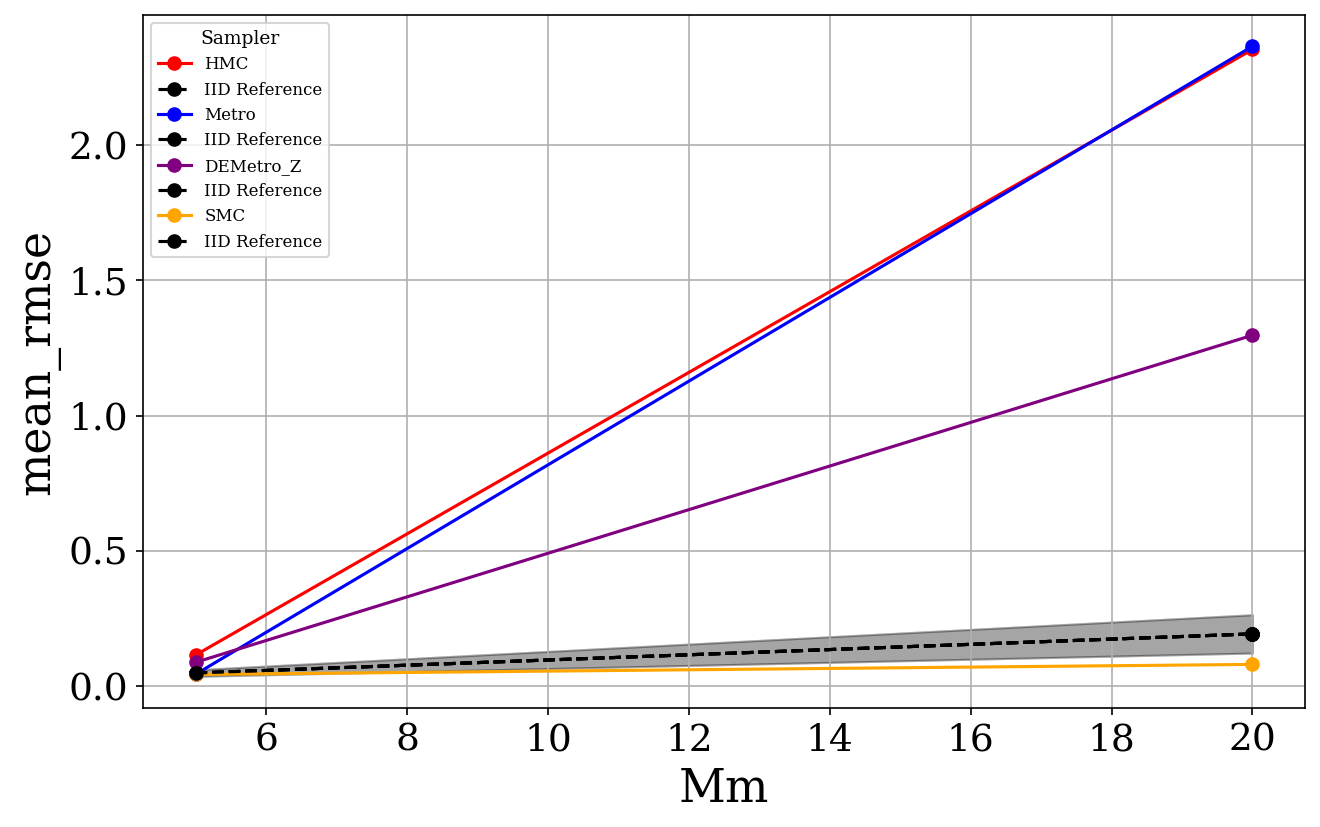 Sampler
HMC
IID Reference
Metro
IID Reference
DEMetro_Z
IID Reference
SMC
IID Reference
2.0
1.5
1.0
0.5
0.0
mean_rmse
6 8 10 12 14 16 18 20
Mm